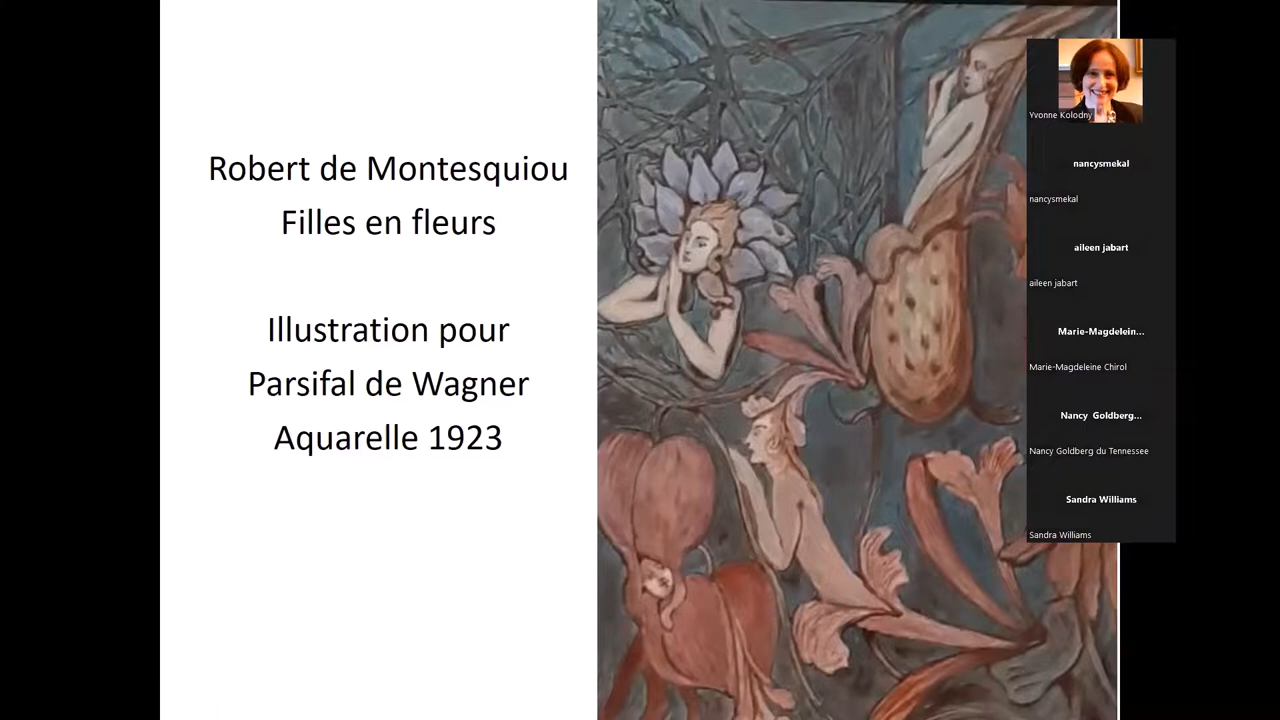 Robert de Montesquiou
Filles en fleurs
Illustration pour
Parsifal de Wagner
Aquarelle 1923
Yvonne Kolodny
nancysmekal
nancysmekal
aileen jabart
aileen jabart
Marie-Magdelein...
Marie-Magdeleine Chirol
Nancy Goldberg...
Nancy Goldberg du Tennessee
Sandra Williams
Sandra Williams